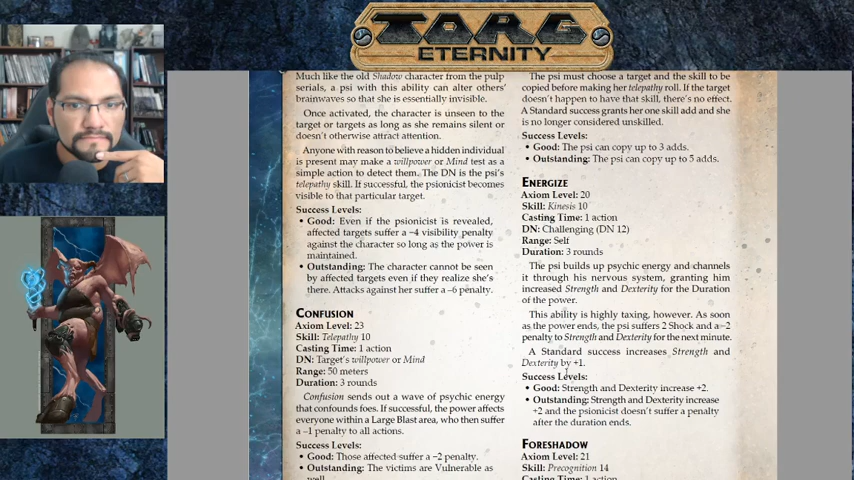 TORG
ETERNITY
Much like the old Shadow character from the pulp
serials, a psi with this ability can alter others'
brainwaves so that she is essentially invisible.
Once activated, the character is unseen to the
target or targets as long as she remains silent or
doesn't otherwise attract attention.
Anyone with reason to believe a hidden individual
is present may make a willpower or Mind test as a
simple action to detect them. The DN is the psi's
telepathy skill. If successful, the psionicist becomes
visible to that particular target.
Success Levels:
• Good: Even if the psionicist is revealed,
affected targets suffer a −4 visibility penalty
against the character so long as the power is
maintained.
• Outstanding: The character cannot be seen
by affected targets even if they realize she's
there. Attacks against her suffer a –6 penalty.
CONFUSION
Axiom Level: 23
Skill: Telepathy 10
Casting Time: 1 action
DN: Target's willpower or Mind
Range: 50 meters
Duration: 3 rounds
Confusion sends out a wave of psychic energy
that confounds foes. If successful, the power affects
everyone within a Large Blast area, who then suffer
a –1 penalty to all actions.
Success Levels:
• Good: Those affected suffer a −2 penalty.
• Outstanding: The victims are Vulnerable as
well.
The psi must choose a target and the skill to be
copied before making her telepathy roll. If the target
doesn't happen to have that skill, there's no effect.
A Standard success grants her one skill add and she
is no longer considered unskilled.
Success Levels:
• Good: The psi can copy up to 3 adds.
• Outstanding: The psi can copy up to 5 adds.
ENERGIZE
Axiom Level: 20
Skill: Kinesis 10
Casting Time: 1 action
DN: Challenging (DN 12)
Range: Self
Duration: 3 rounds
The psi builds up psychic energy and channels
it through his nervous system, granting him
increased Strength and Dexterity for the Duration
of the power.
This ability is highly taxing, however. As soon
as the power ends, the psi suffers 2 Shock and a −2
penalty to Strength and Dexterity for the next minute.
A Standard success increases Strength and
Dexterity by +1.
Success Levels:
• Good: Strength and Dexterity increase +2.
• Outstanding: Strength and Dexterity increase
+2 and the psionicist doesn't suffer a penalty
after the duration ends.
FORESHADOW
Axiom Level: 21
Skill: Precognition 14
Casting Time: 1 action